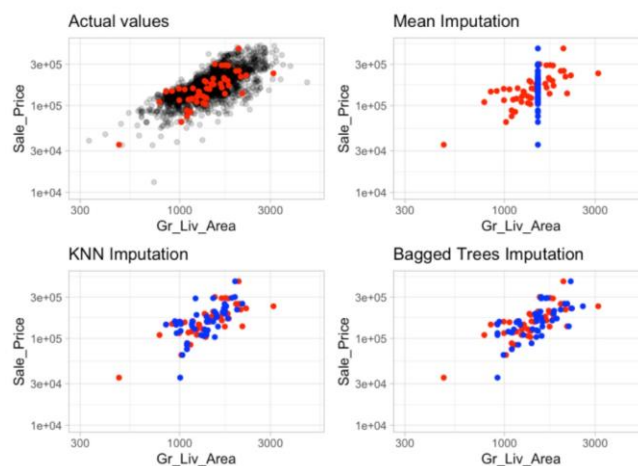 Actual values
Sale_Price
3e+05
1e+05
3e+04
1e+04
300
1000
3000
Gr_Liv_Area
Mean Imputation
Sale_Price
3e+05
1e+05
3e+04
1e+04
300
1000
3000
Gr_Liv_Area
KNN Imputation
Sale_Price
3e+05
1e+05
3e+04
1e+04
300
1000
3000
Gr_Liv_Area
Bagged Trees Imputation
Sale_Price
3e+05
1e+05
3e+04
1e+04
300
1000
3000
Gr_Liv_Area